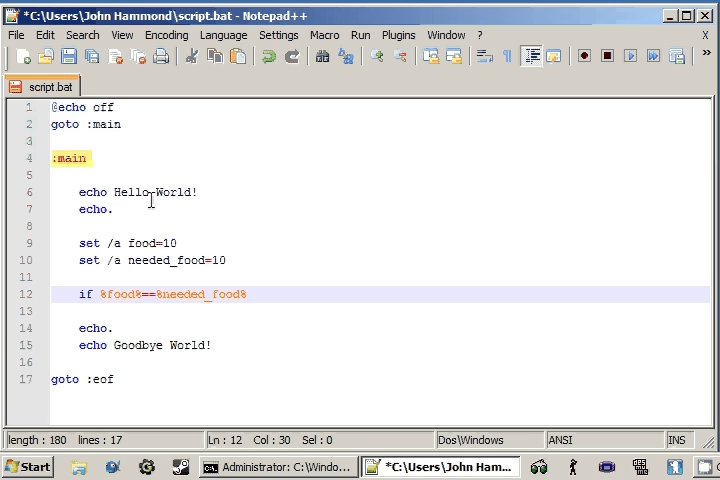 *C:\Users\John Hammond\script.bat - Notepad++
File Edit Search View Encoding Language Settings Macro Run Plugins Window ? X
script.bat
1 @echo off
2 goto :main
3
4 :main
5
6 echo Hello World!
7 echo.
8
9 set /a food=10
10 set /a needed_food=10
11
12 if %food%==%needed_food%
13
14 echo.
15 echo Goodbye World!
16
17 goto :eof
length : 180 lines : 17 Ln : 12 Col : 30 Sel : 0 Dos\Windows ANSI INS
Start Administrator: C:\Windo... *C:\Users\John Hamm...